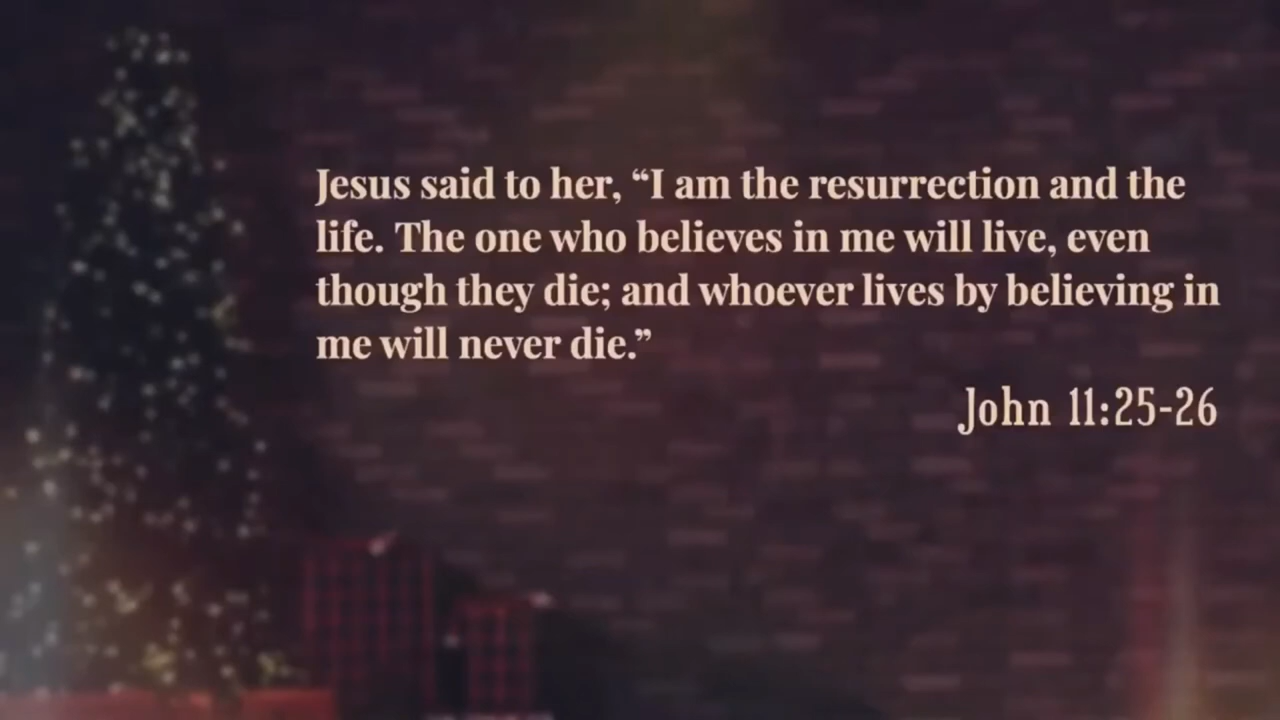 Jesus said to her, “I am the resurrection and the
life. The one who believes in me will live, even
though they die; and whoever lives by believing in
me will never die.”
John 11:25-26